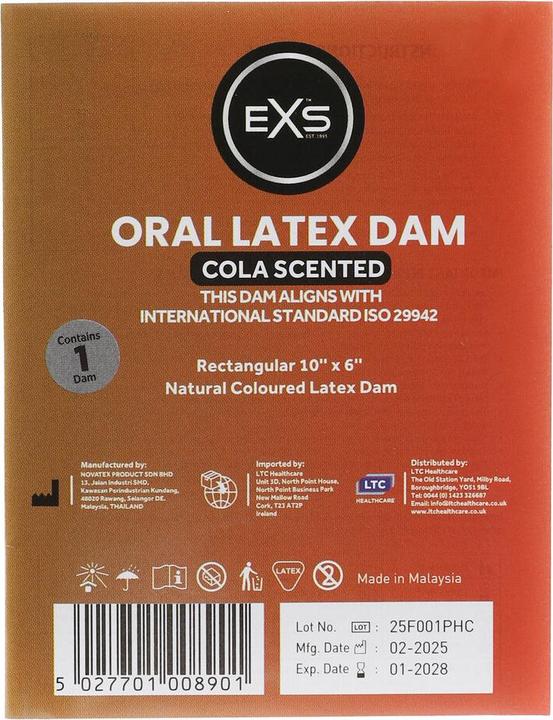 EXS
EST. 1991
ORAL LATEX DAM
COLA SCENTED
THIS DAM ALIGNS WITH
INTERNATIONAL STANDARD ISO 29942
Contains
1
Dam
Rectangular 10" x 6"
Natural Coloured Latex Dam
Manufactured by:
NOVATEX PRODUCT SDN BHD
13, Jalan Industri SMD,
Kawasan Perindustrian Kundang,
48020 Rawang, Selangor DE.
Malaysia, THAILAND
Imported by:
LTC Healthcare
Unit 3D, North Point House,
North Point Business Park
New Mallow Road
Cork, T23 AT2P
Ireland
LTC
HEALTHCARE
Distributed by:
LTC Healthcare
The Old Station Yard, Milby Road,
Boroughbridge, YO51 9BL
Tel: 0044 (0) 1423 326687
Email: info@ltchealthcare.co.uk
www.ltchealthcare.co.uk
LATEX
2
Made in Malaysia
5 027701 008901
Lot No. LOT : 25F001PHC
Mfg. Date : 02-2025
Exp. Date : 01-2028